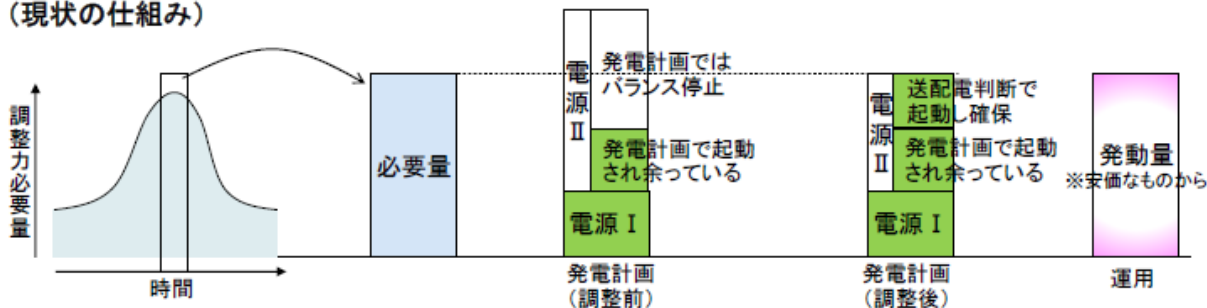 （現状の仕組み）
調整力必要量
時間
必要量
電源Ⅱ
発電計画では
バランス停止
発電計画で起動
され余っている
電源Ⅰ
発電計画
（調整前）
電源Ⅱ
送配電判断で
起動し確保
発電計画で起動
され余っている
電源Ⅰ
発電計画
（調整後）
発動量
※安価なものから
運用